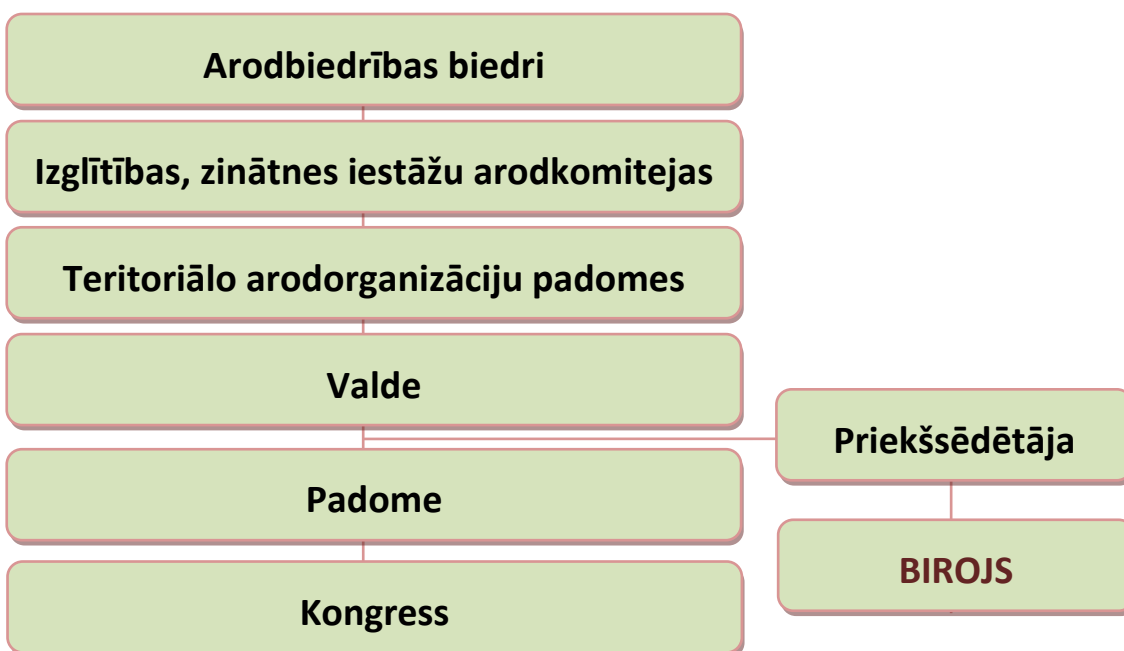 Arodbiedrības biedri
Izglītības, zinātnes iestāžu arodkomitejas
Teritoriālo arodorganizāciju padomes
Valde
Priekšsēdētāja
Padome
BIROJS
Kongress